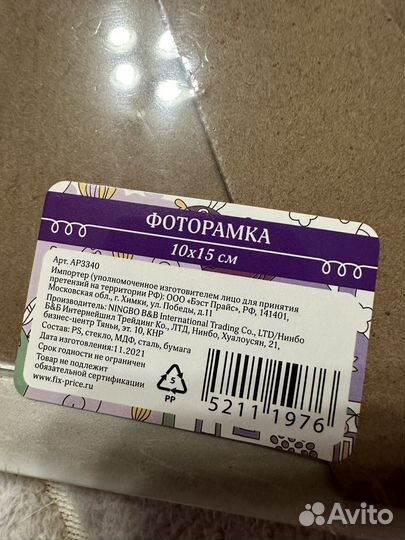 ФОТОРАМКА
10x15 см
Арт. AP3340
Импортер (уполномоченное изготовителем лицо для принятия
претензий на территории РФ): ООО «Бэст Прайс», РФ, 141401,
Московская обл., г. Химки, ул. Победы, д.11
Производитель: NINGBO B&B International Trading Co., LTD/Нинбо
Б&Б Интернейшнл Трейдинг Ко., ЛТД, Нинбо, Хуалоусян, 21,
бизнес-центр Тяньи, эт. 10, КНР
Состав: PS, стекло, МДФ, сталь, бумага
Дата изготовления:11.2021
Срок годности не ограничен
Товар не подлежит
обязательной сертификации
www.fix-price.ru
5
PP
5211 1976
Avito